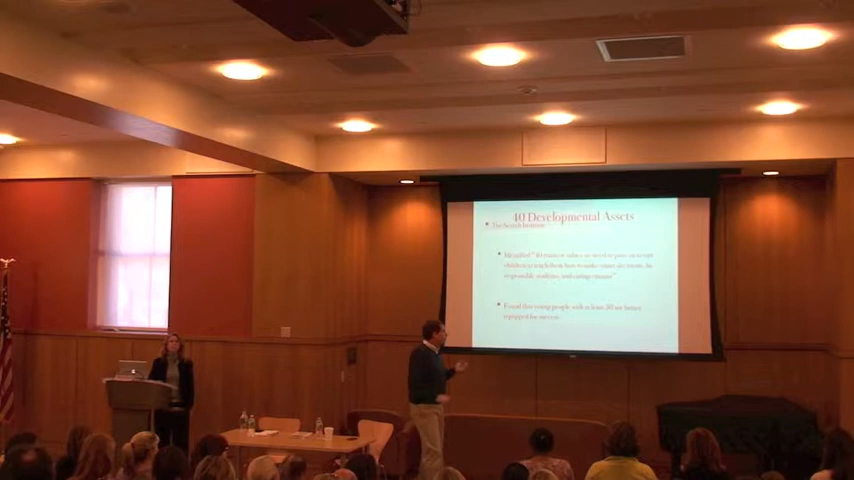 40 Developmental Assets
• The Search Institute
• Identified "40 traits or values we need to pass on to our
children to teach them how to make smart decisions, be
responsible students, and caring citizens"
• Found that young people with at least 30 are better
equipped for success.